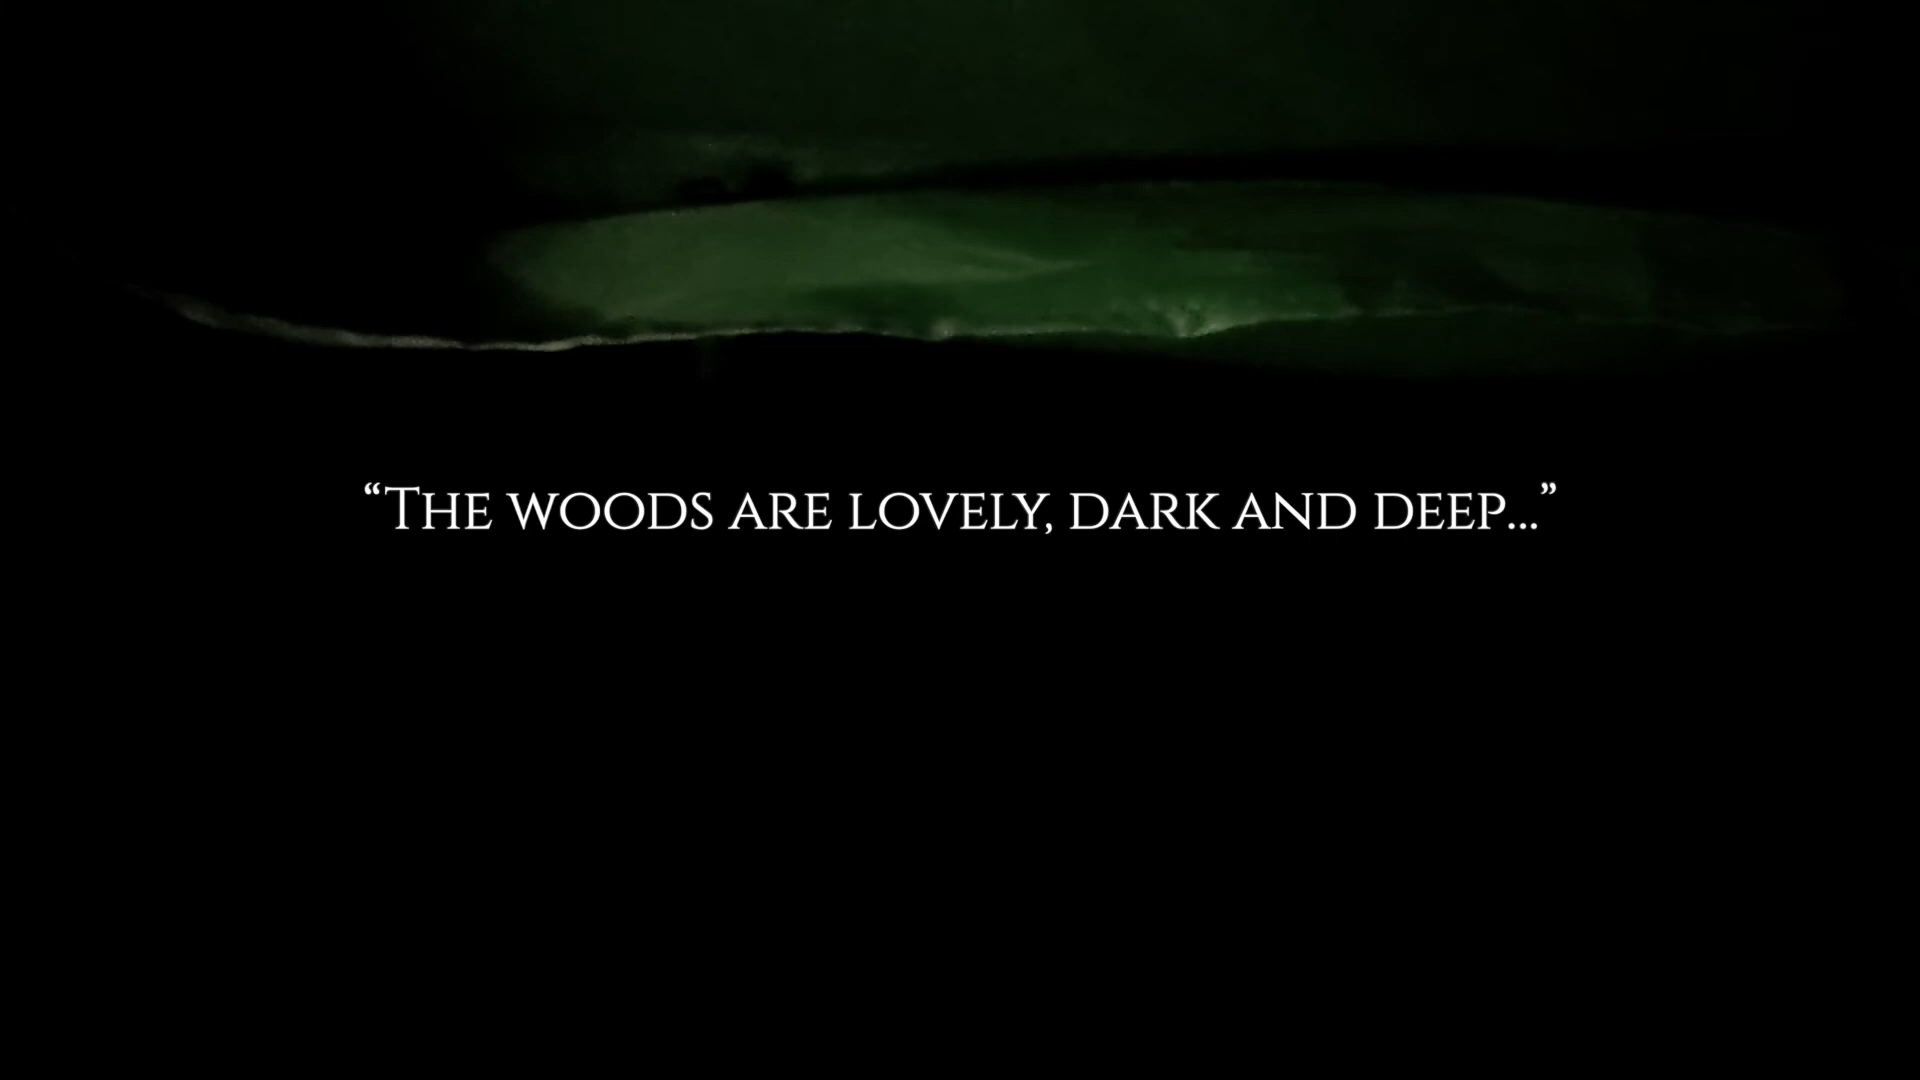 “The woods are lovely, dark and deep...”